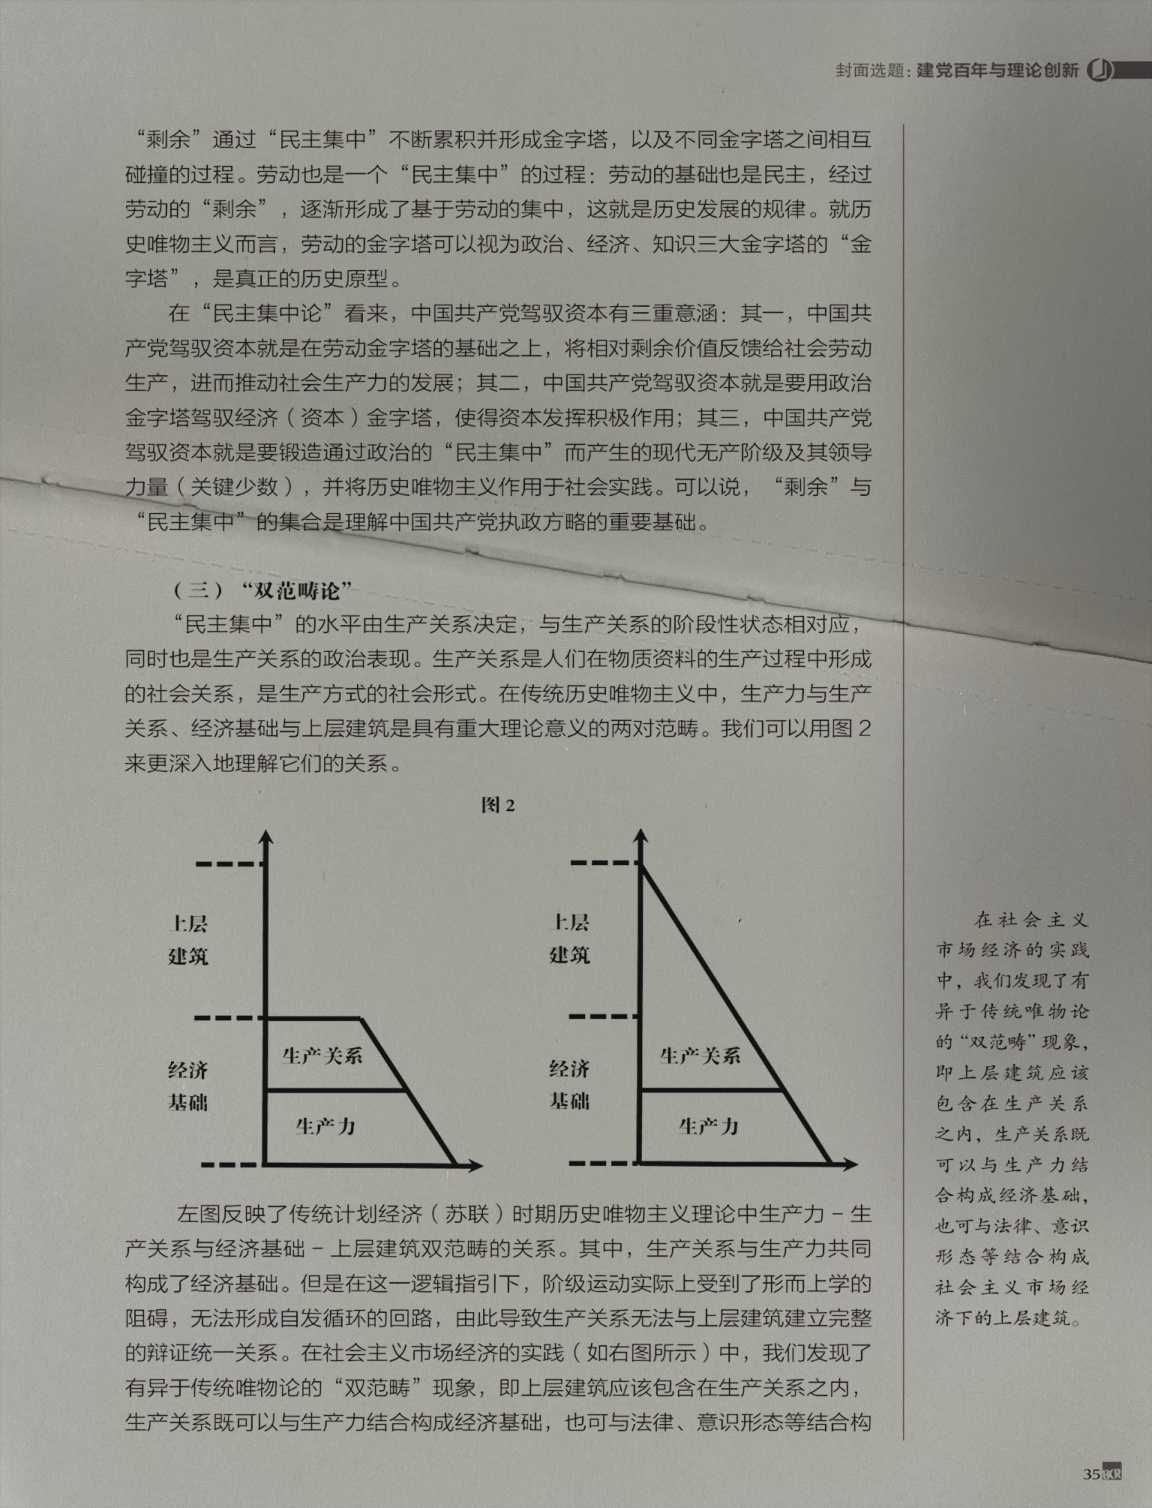 封面选题：建党百年与理论创新
“剩余”通过“民主集中”不断累积并形成金字塔，以及不同金字塔之间相互
碰撞的过程。劳动也是一个“民主集中”的过程：劳动的基础也是民主，经过
劳动的“剩余”，逐渐形成了基于劳动的集中，这就是历史发展的规律。就历
史唯物主义而言，劳动的金字塔可以视为政治、经济、知识三大金字塔的“金
字塔”，是真正的历史原型。
在“民主集中论”看来，中国共产党驾驭资本有三重意涵：其一，中国共
产党驾驭资本就是在劳动金字塔的基础之上，将相对剩余价值反馈给社会劳动
生产，进而推动社会生产力的发展；其二，中国共产党驾驭资本就是要用政治
金字塔驾驭经济（资本）金字塔，使得资本发挥积极作用；其三，中国共产党
驾驭资本就是要锻造通过政治的“民主集中”而产生的现代无产阶级及其领导
力量（关键少数），并将历史唯物主义作用于社会实践。可以说，“剩余”与
“民主集中”的集合是理解中国共产党执政方略的重要基础。
（三）“双范畴论”
“民主集中”的水平由生产关系决定，与生产关系的阶段性状态相对应，
同时也是生产关系的政治表现。生产关系是人们在物质资料的生产过程中形成
的社会关系，是生产方式的社会形式。在传统历史唯物主义中，生产力与生产
关系、经济基础与上层建筑是具有重大理论意义的两对范畴。我们可以用图 2
来更深入地理解它们的关系。
图 2
上层
建筑
经济
基础
生产关系
生产力
上层
建筑
经济
基础
生产关系
生产力
左图反映了传统计划经济（苏联）时期历史唯物主义理论中生产力－生
产关系与经济基础－上层建筑双范畴的关系。其中，生产关系与生产力共同
构成了经济基础。但是在这一逻辑指引下，阶级运动实际上受到了形而上学的
阻碍，无法形成自发循环的回路，由此导致生产关系无法与上层建筑建立完整
的辩证统一关系。在社会主义市场经济的实践（如右图所示）中，我们发现了
有异于传统唯物论的“双范畴”现象，即上层建筑应该包含在生产关系之内，
生产关系既可以与生产力结合构成经济基础，也可与法律、意识形态等结合构
在社会主义
市场经济的实践
中，我们发现了有
异于传统唯物论
的“双范畴”现象，
即上层建筑应该
包含在生产关系
之内，生产关系既
可以与生产力结
合构成经济基础，
也可与法律、意识
形态等结合构成
社会主义市场经
济下的上层建筑。
35